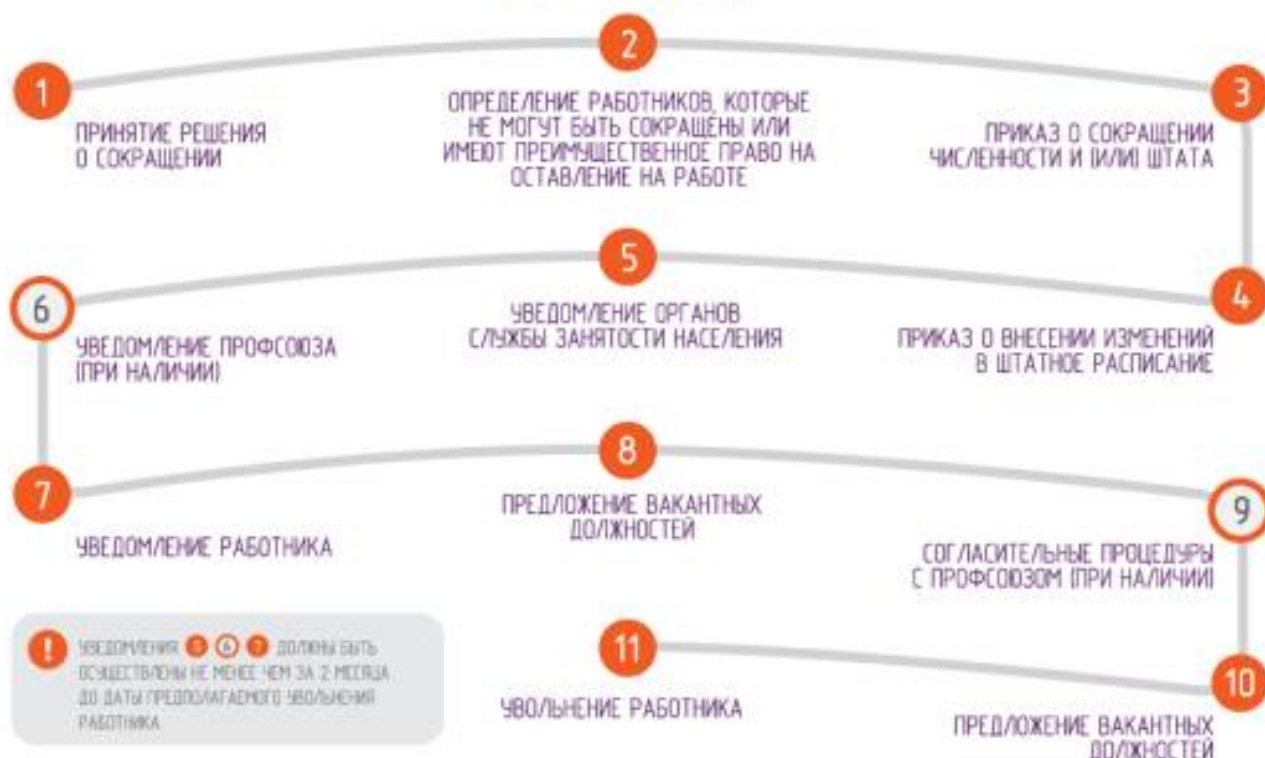 1
ПРИНЯТИЕ РЕШЕНИЯ
О СОКРАЩЕНИИ
2
ОПРЕДЕЛЕНИЕ РАБОТНИКОВ, КОТОРЫЕ
НЕ МОГУТ БЫТЬ СОКРАЩЕНЫ ИЛИ
ИМЕЮТ ПРЕИМУЩЕСТВЕННОЕ ПРАВО НА
ОСТАВЛЕНИЕ НА РАБОТЕ
3
ПРИКАЗ О СОКРАЩЕНИИ
ЧИСЛЕННОСТИ И (ИЛИ) ШТАТА
4
ПРИКАЗ О ВНЕСЕНИИ ИЗМЕНЕНИЙ
В ШТАТНОЕ РАСПИСАНИЕ
5
УВЕДОМЛЕНИЕ ОРГАНОВ
СЛУЖБЫ ЗАНЯТОСТИ НАСЕЛЕНИЯ
6
УВЕДОМЛЕНИЕ ПРОФСОЮЗА
(ПРИ НАЛИЧИИ)
7
УВЕДОМЛЕНИЕ РАБОТНИКА
8
ПРЕДЛОЖЕНИЕ ВАКАНТНЫХ
ДОЛЖНОСТЕЙ
9
СОГЛАСИТЕЛЬНЫЕ ПРОЦЕДУРЫ
С ПРОФСОЮЗОМ (ПРИ НАЛИЧИИ)
10
ПРЕДЛОЖЕНИЕ ВАКАНТНЫХ
ДОЛЖНОСТЕЙ
11
УВОЛЬНЕНИЕ РАБОТНИКА
! УВЕДОМЛЕНИЯ 5 6 7 ДОЛЖНЫ БЫТЬ
ОСУЩЕСТВЛЕНЫ НЕ МЕНЕЕ ЧЕМ ЗА 2 МЕСЯЦА
ДО ДАТЫ ПРЕДПОЛАГАЕМОГО УВОЛЬНЕНИЯ
РАБОТНИКА